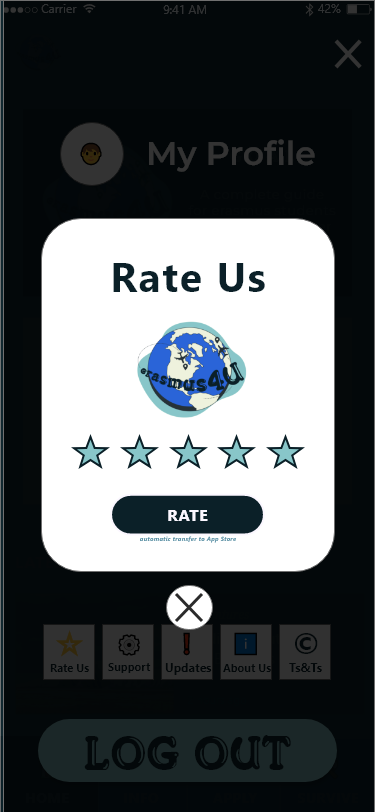 Carrier 9:41 AM 42%
My Profile
Rate Us
erasmus4U
RATE
automatic transfer to App Store
Rate Us Support Updates About Us Ts&Ts
LOG OUT